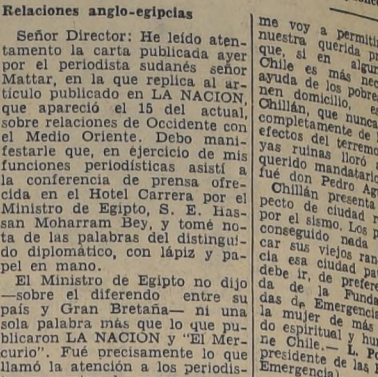 Relaciones anglo-egipcias
Señor Director: He leído aten-
tamente la carta publicada ayer
por el periodista sudanés señor
Mattar, en la que replica al ar-
tículo publicado en LA NACION,
que apareció el 15 del actual,
sobre relaciones de Occidente con
el Medio Oriente. Debo mani-
festarle que, en ejercicio de mis
funciones periodísticas asistí a
la conferencia de prensa ofre-
cida en el Hotel Carrera por el
Ministro de Egipto, S. E. Has-
san Moharram Bey, y tomé no-
ta de las palabras del distingui-
do diplomático, con lápiz y pa-
pel en mano.
El Ministro de Egipto no dijo
—sobre el diferendo entre su
país y Gran Bretaña— ni una
sola palabra más que lo que pu-
blicaron LA NACION y "El Mer-
curio". Fué precisamente lo que
llamó la atención a los periodis-
me voy a permitir
nuestra querida pr
que, si en algun
Chile es más nec
ayuda de los pobre
nen domicilio, es
Chillán, que nunca
completamente de l
efectos del terremo
yas ruinas lloró a
querido mandatario
fué don Pedro Ag
Chillán presenta
pecto de ciudad r
por el sismo. Los p
conseguido nada
car sus viejos ran
cia esa ciudad pa
debe ir, de prefere
da de la Funda
das de Emergencia
la mujer de más
do espiritual y hum
ne Chile.— L. Po
presidente de las P
Emergencia)